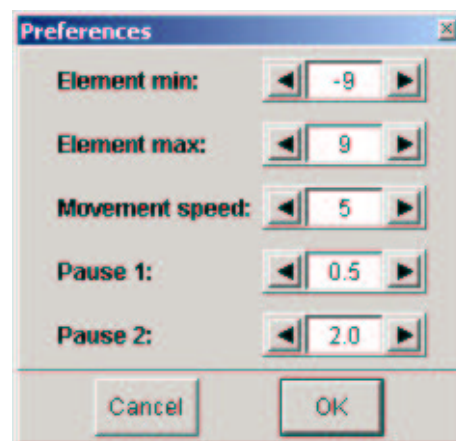 Preferences
Element min: -9
Element max: 9
Movement speed: 5
Pause 1: 0.5
Pause 2: 2.0
Cancel OK